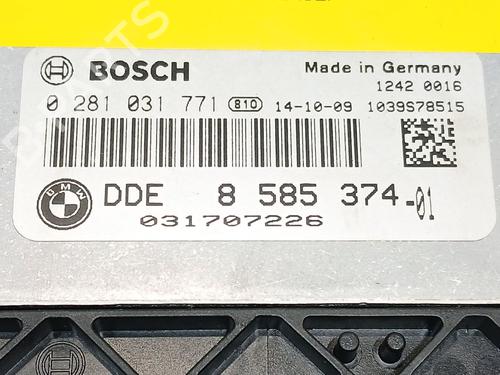 BOSCH
Made in Germany
1242 0016
0 281 031 771 810 14-10-09 1039S78515
BMW
DDE 8 585 374-01
031707226